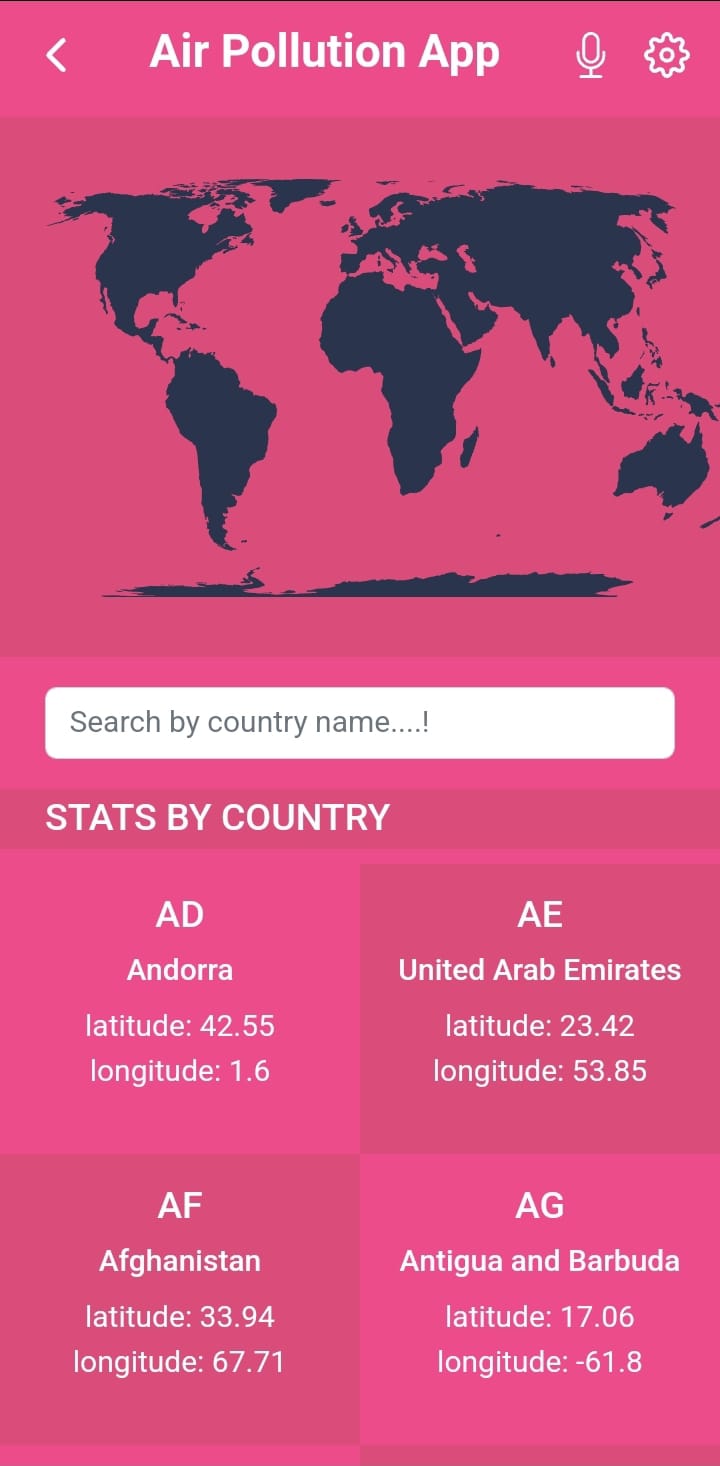 Air Pollution App
Search by country name....!
STATS BY COUNTRY
AD
Andorra
latitude: 42.55
longitude: 1.6
AE
United Arab Emirates
latitude: 23.42
longitude: 53.85
AF
Afghanistan
latitude: 33.94
longitude: 67.71
AG
Antigua and Barbuda
latitude: 17.06
longitude: -61.8